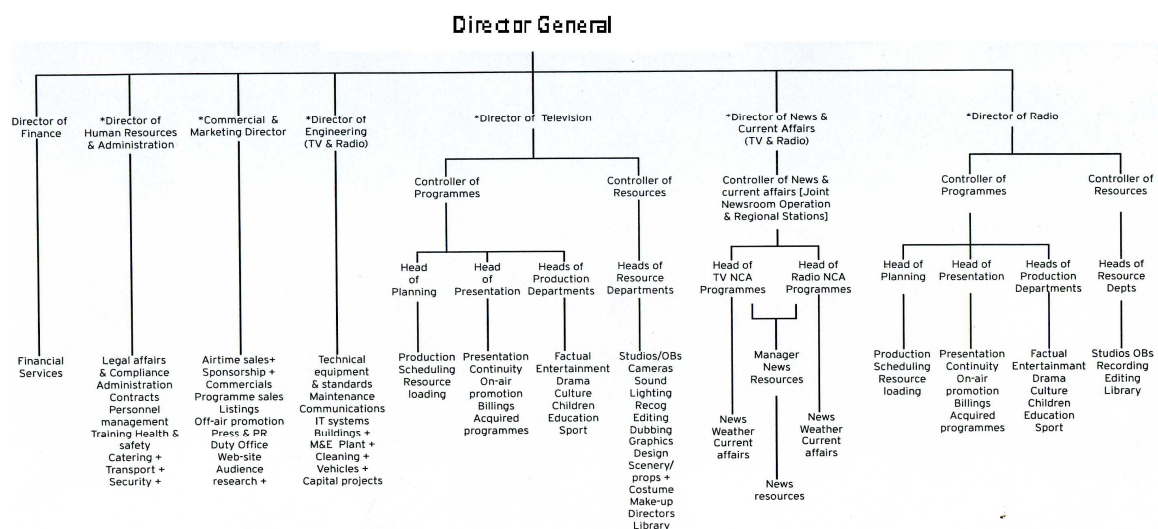 Director General
Director of
Finance
*Director of
Human Resources
& Administration
*Commercial &
Marketing Director
*Director of
Engineering
(TV & Radio)
*Director of Television
*Director of News &
Current Affairs
(TV & Radio)
*Director of Radio
Controller of
Programmes
Controller of
Resources
Controller of News &
current affairs [Joint
Newsroom Operation
& Regional Stations]
Controller of
Programmes
Controller of
Resources
Head
of
Planning
Head
of
Presentation
Heads of
Production
Departments
Heads of
Resource
Departments
Head of
TV NCA
Programmes
Head of
Radio NCA
Programmes
Head of
Planning
Head of
Presentation
Heads of
Production
Departments
Heads of
Resource
Depts
Financial
Services
Legal affairs
& Compliance
Administration
Contracts
Personnel
management
Training Health &
safety
Catering +
Transport +
Security +
Airtime sales+
Sponsorship +
Commercials
Programme sales
Listings
Off-air promotion
Press & PR
Duty Office
Web-site
Audience
research +
Technical
equipment
& standards
Maintenance
Communications
IT systems
Buildings +
M&E Plant +
Cleaning +
Vehicles +
Capital projects
Production
Scheduling
Resource
loading
Presentation
Continuity
On-air
promotion
Billings
Acquired
programmes
Factual
Entertainment
Drama
Culture
Children
Education
Sport
Studios/OBs
Cameras
Sound
Lighting
Recog
Editing
Dubbing
Graphics
Design
Scenery/
props +
Costume
Make-up
Directors
Library
Manager
News
Resources
News
Weather
Current
affairs
News
resources
News
Weather
Current
affairs
Production
Scheduling
Resource
loading
Presentation
Continuity
On-air
promotion
Billings
Acquired
programmes
Factual
Entertainmant
Drama
Culture
Children
Education
Sport
Studios OBs
Recording
Editing
Library